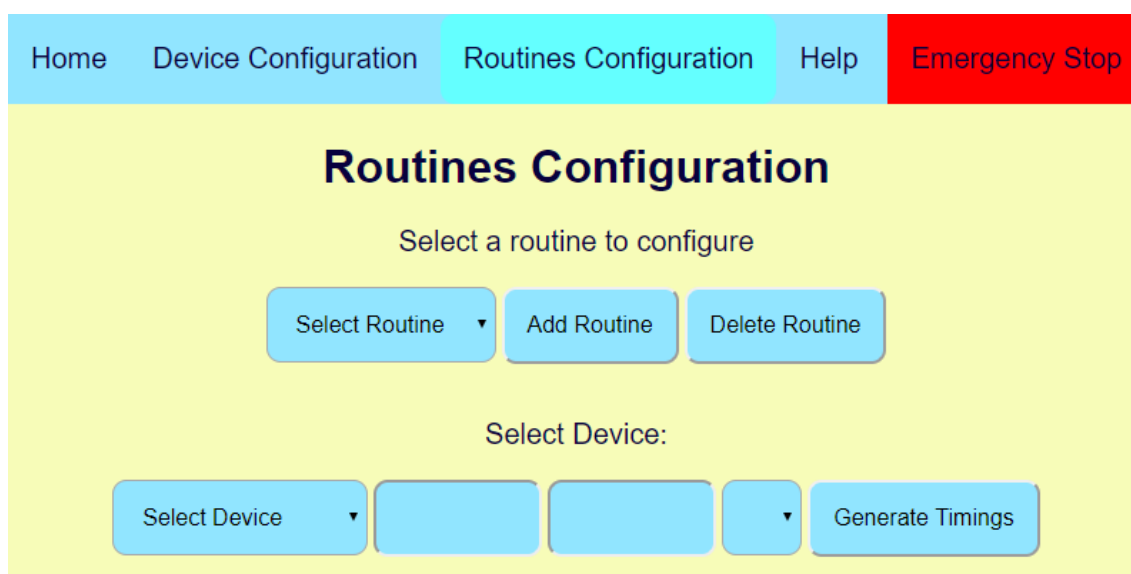 Home Device Configuration Routines Configuration Help Emergency Stop
Routines Configuration
Select a routine to configure
Select Routine Add Routine Delete Routine
Select Device:
Select Device Generate Timings